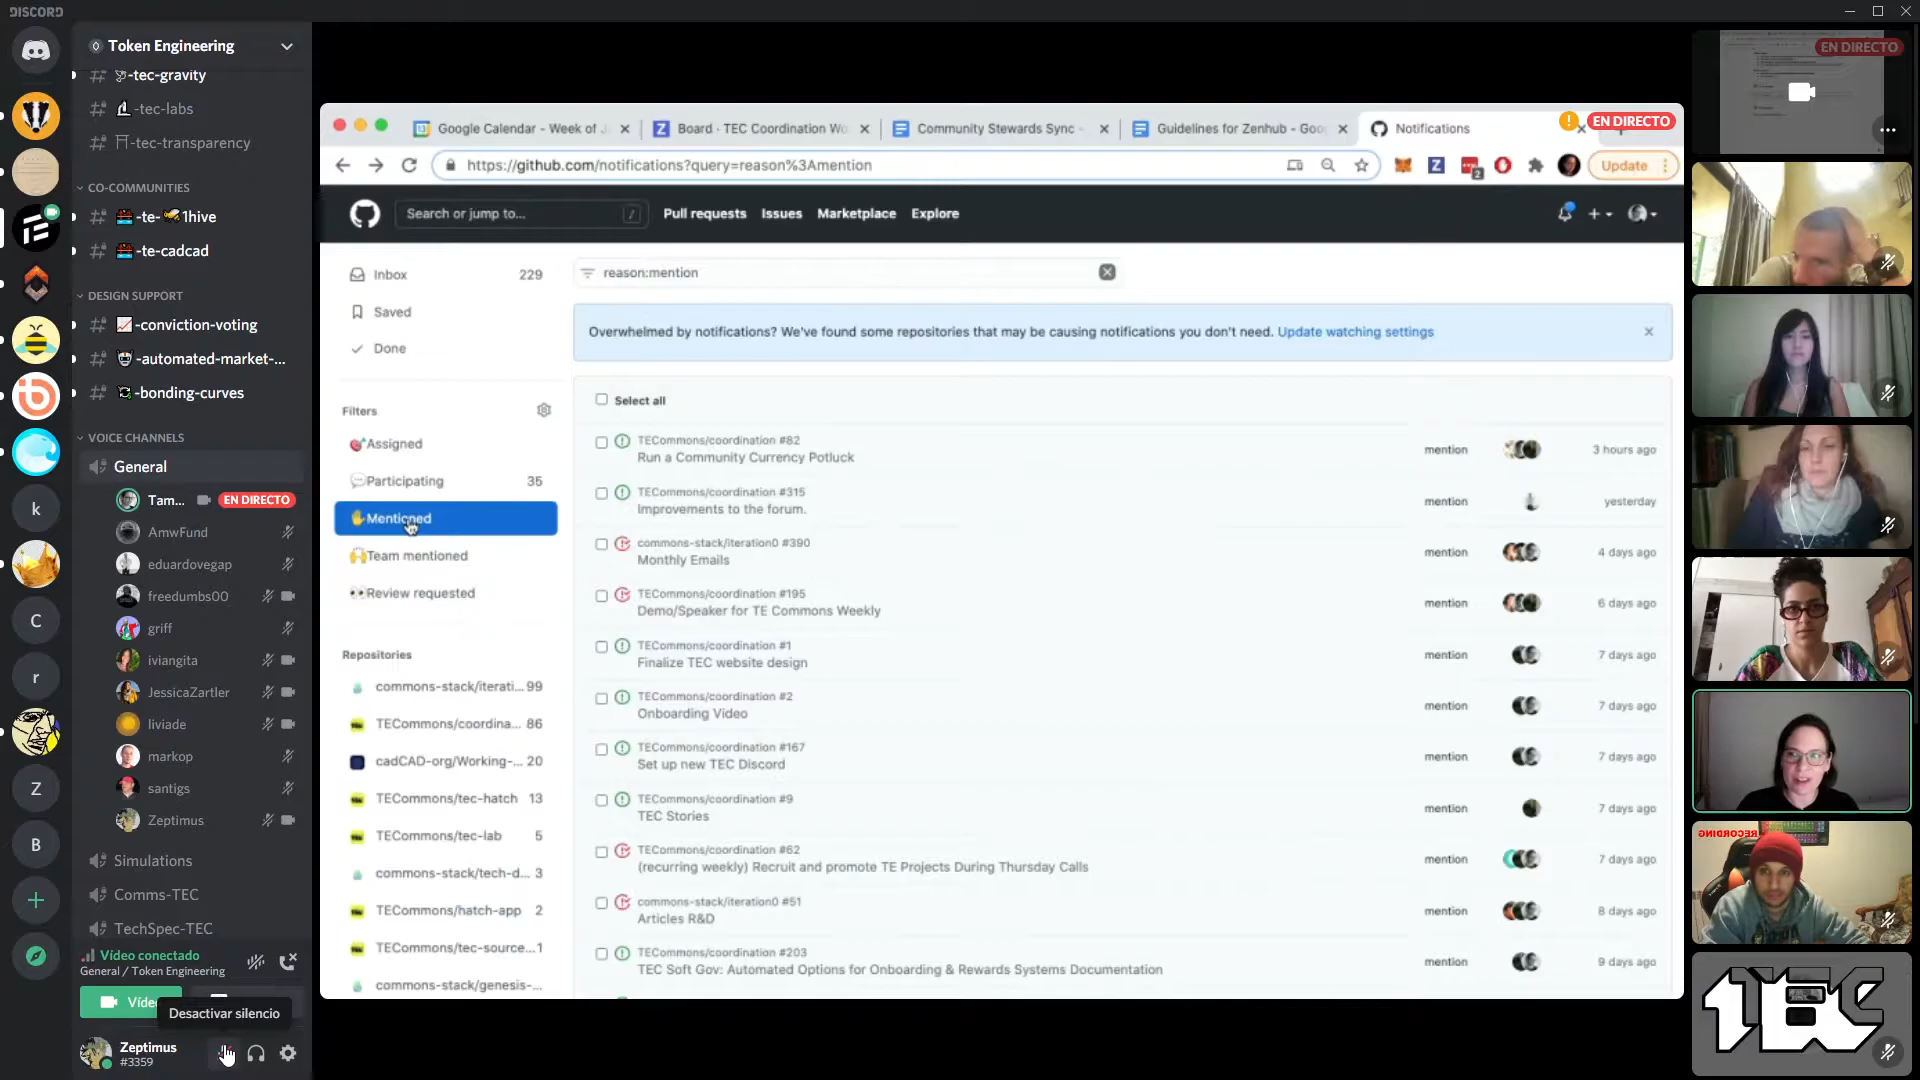 DISCORD
Token Engineering
-tec-gravity
-tec-labs
-tec-transparency
CO-COMMUNITIES
-te-1hive
-te-cadcad
DESIGN SUPPORT
-conviction-voting
-automated-market-...
-bonding-curves
VOICE CHANNELS
General
Tam... EN DIRECTO
AmwFund
eduardovegap
freedumbs00
griff
iviangita
JessicaZartler
liviade
markop
santigs
Zeptimus
Simulations
Comms-TEC
TechSpec-TEC
Vídeo conectado
General / Token Engineering
Víde
Desactivar silencio
Zeptimus
#3359
k
C
r
Z
B
Google Calendar - Week of J
Board · TEC Coordination Wo
Community Stewards Sync -
Guidelines for Zenhub - Goo
Notifications
EN DIRECTO
https://github.com/notifications?query=reason%3Amention
2
Update
Search or jump to... /
Pull requests Issues Marketplace Explore
Inbox 229
Saved
Done
Filters
Assigned
Participating 35
Mentioned
Team mentioned
Review requested
Repositories
commons-stack/iterati... 99
TECommons/coordina... 86
cadCAD-org/Working-... 20
TECommons/tec-hatch 13
TECommons/tec-lab 5
commons-stack/tech-d... 3
TECommons/hatch-app 2
TECommons/tec-source... 1
commons-stack/genesis-...
reason:mention
Overwhelmed by notifications? We've found some repositories that may be causing notifications you don't need. Update watching settings
Select all
TECommons/coordination #82
Run a Community Currency Potluck
mention 3 hours ago
TECommons/coordination #315
Improvements to the forum.
mention yesterday
commons-stack/iteration0 #390
Monthly Emails
mention 4 days ago
TECommons/coordination #195
Demo/Speaker for TE Commons Weekly
mention 6 days ago
TECommons/coordination #1
Finalize TEC website design
mention 7 days ago
TECommons/coordination #2
Onboarding Video
mention 7 days ago
TECommons/coordination #167
Set up new TEC Discord
mention 7 days ago
TECommons/coordination #9
TEC Stories
mention 7 days ago
TECommons/coordination #62
(recurring weekly) Recruit and promote TE Projects During Thursday Calls
mention 7 days ago
commons-stack/iteration0 #51
Articles R&D
mention 8 days ago
TECommons/coordination #203
TEC Soft Gov: Automated Options for Onboarding & Rewards Systems Documentation
mention 9 days ago
EN DIRECTO
RECORDING
TEC